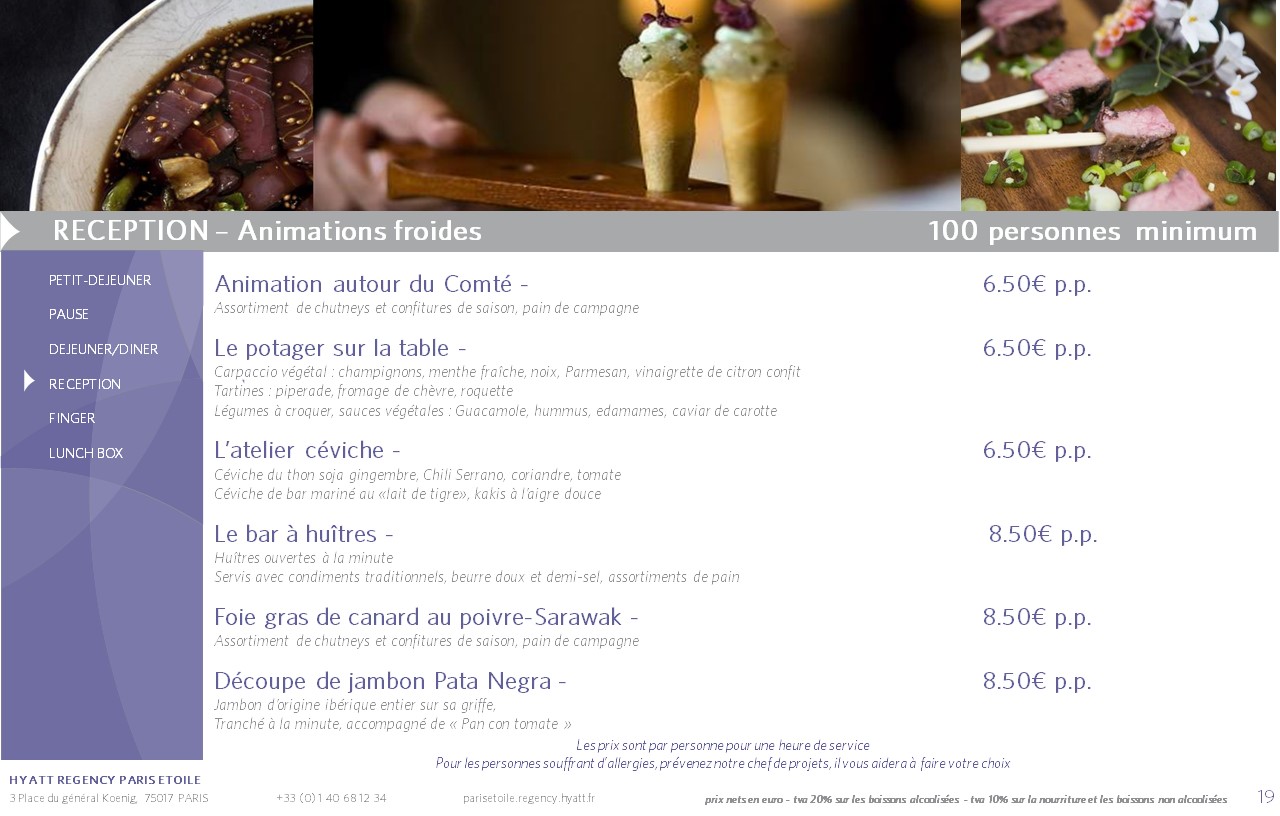 RECEPTION – Animations froides 100 personnes minimum
PETIT-DEJEUNER
PAUSE
DEJEUNER/DINER
RECEPTION
FINGER
LUNCH BOX
Animation autour du Comté - 6.50€ p.p.
Assortiment de chutneys et confitures de saison, pain de campagne
Le potager sur la table - 6.50€ p.p.
Carpaccio végétal : champignons, menthe fraîche, noix, Parmesan, vinaigrette de citron confit
Tartines : piperade, fromage de chèvre, roquette
Légumes à croquer, sauces végétales : Guacamole, hummus, edamames, caviar de carotte
L’atelier céviche - 6.50€ p.p.
Céviche du thon soja gingembre, Chili Serrano, coriandre, tomate
Céviche de bar mariné au «lait de tigre», kakis à l’aigre douce
Le bar à huîtres - 8.50€ p.p.
Huîtres ouvertes à la minute
Servis avec condiments traditionnels, beurre doux et demi-sel, assortiments de pain
Foie gras de canard au poivre-Sarawak - 8.50€ p.p.
Assortiment de chutneys et confitures de saison, pain de campagne
Découpe de jambon Pata Negra - 8.50€ p.p.
Jambon d’origine ibérique entier sur sa griffe,
Tranché à la minute, accompagné de « Pan con tomate »
Les prix sont par personne pour une heure de service
Pour les personnes souffrant d’allergies, prévenez notre chef de projets, il vous aidera à faire votre choix
HYATT REGENCY PARIS ETOILE
3 Place du général Koenig, 75017 PARIS +33 (0) 1 40 68 12 34 parisetoile.regency.hyatt.fr prix nets en euro – tva 20% sur les boissons alcoolisées - tva 10% sur la nourriture et les boissons non alcoolisées 19